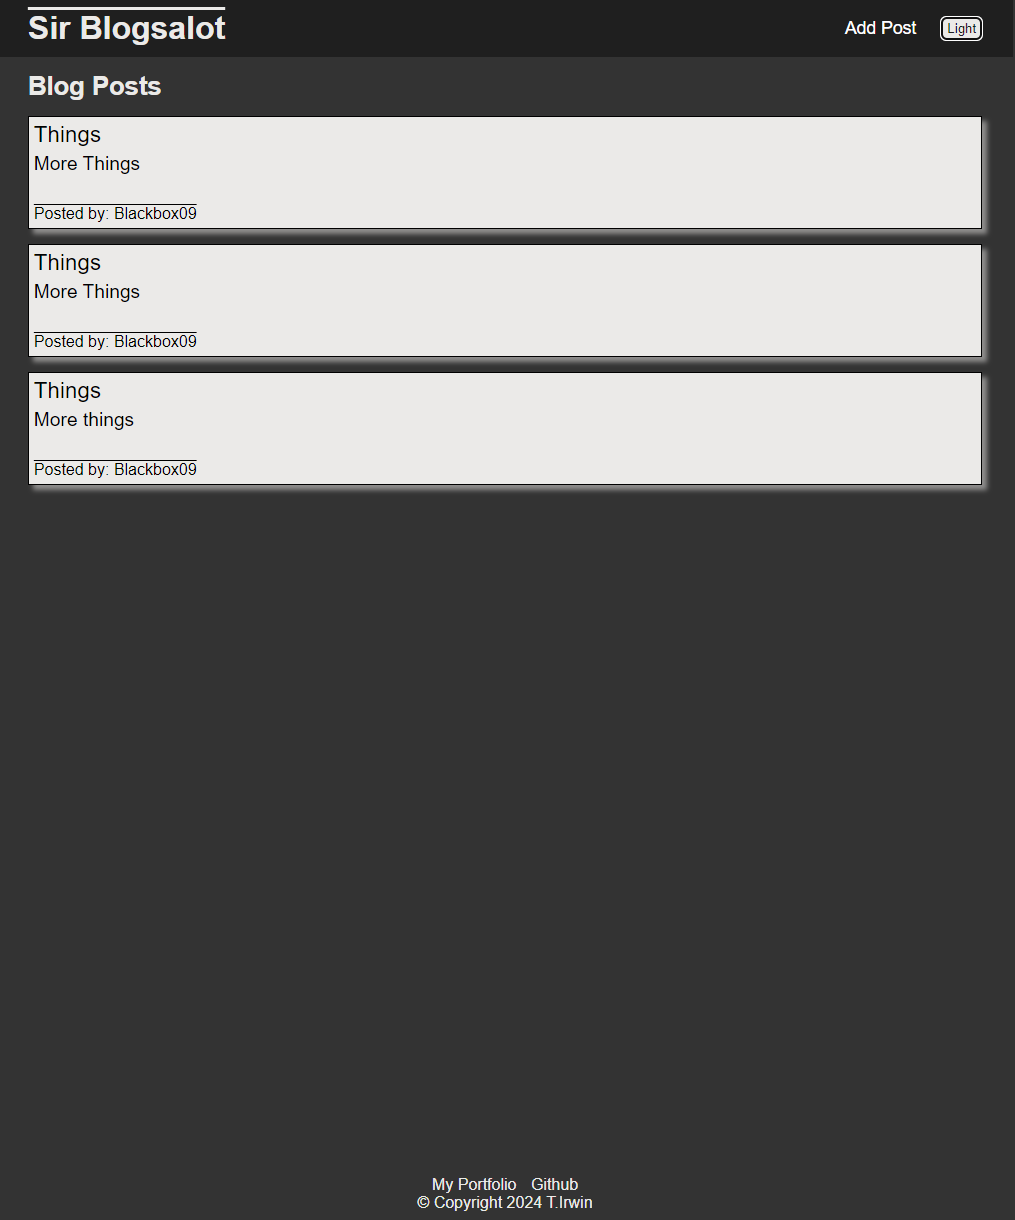 Sir Blogsalot
Add Post
Light
Blog Posts
Things
More Things
Posted by: Blackbox09
Things
More Things
Posted by: Blackbox09
Things
More things
Posted by: Blackbox09
My Portfolio Github
© Copyright 2024 T.Irwin